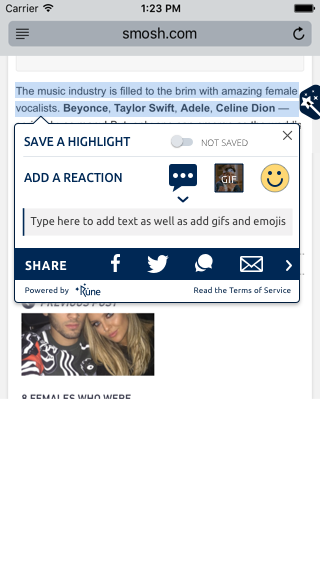 Carrier 1:23 PM
smosh.com
The music industry is filled to the brim with amazing female
vocalists. Beyonce, Taylor Swift, Adele, Celine Dion —
SAVE A HIGHLIGHT NOT SAVED
ADD A REACTION GIF
Type here to add text as well as add gifs and emojis
SHARE
Powered by Rune Read the Terms of Service
PREVIOUS POST
8 FEMALES WHO WERE